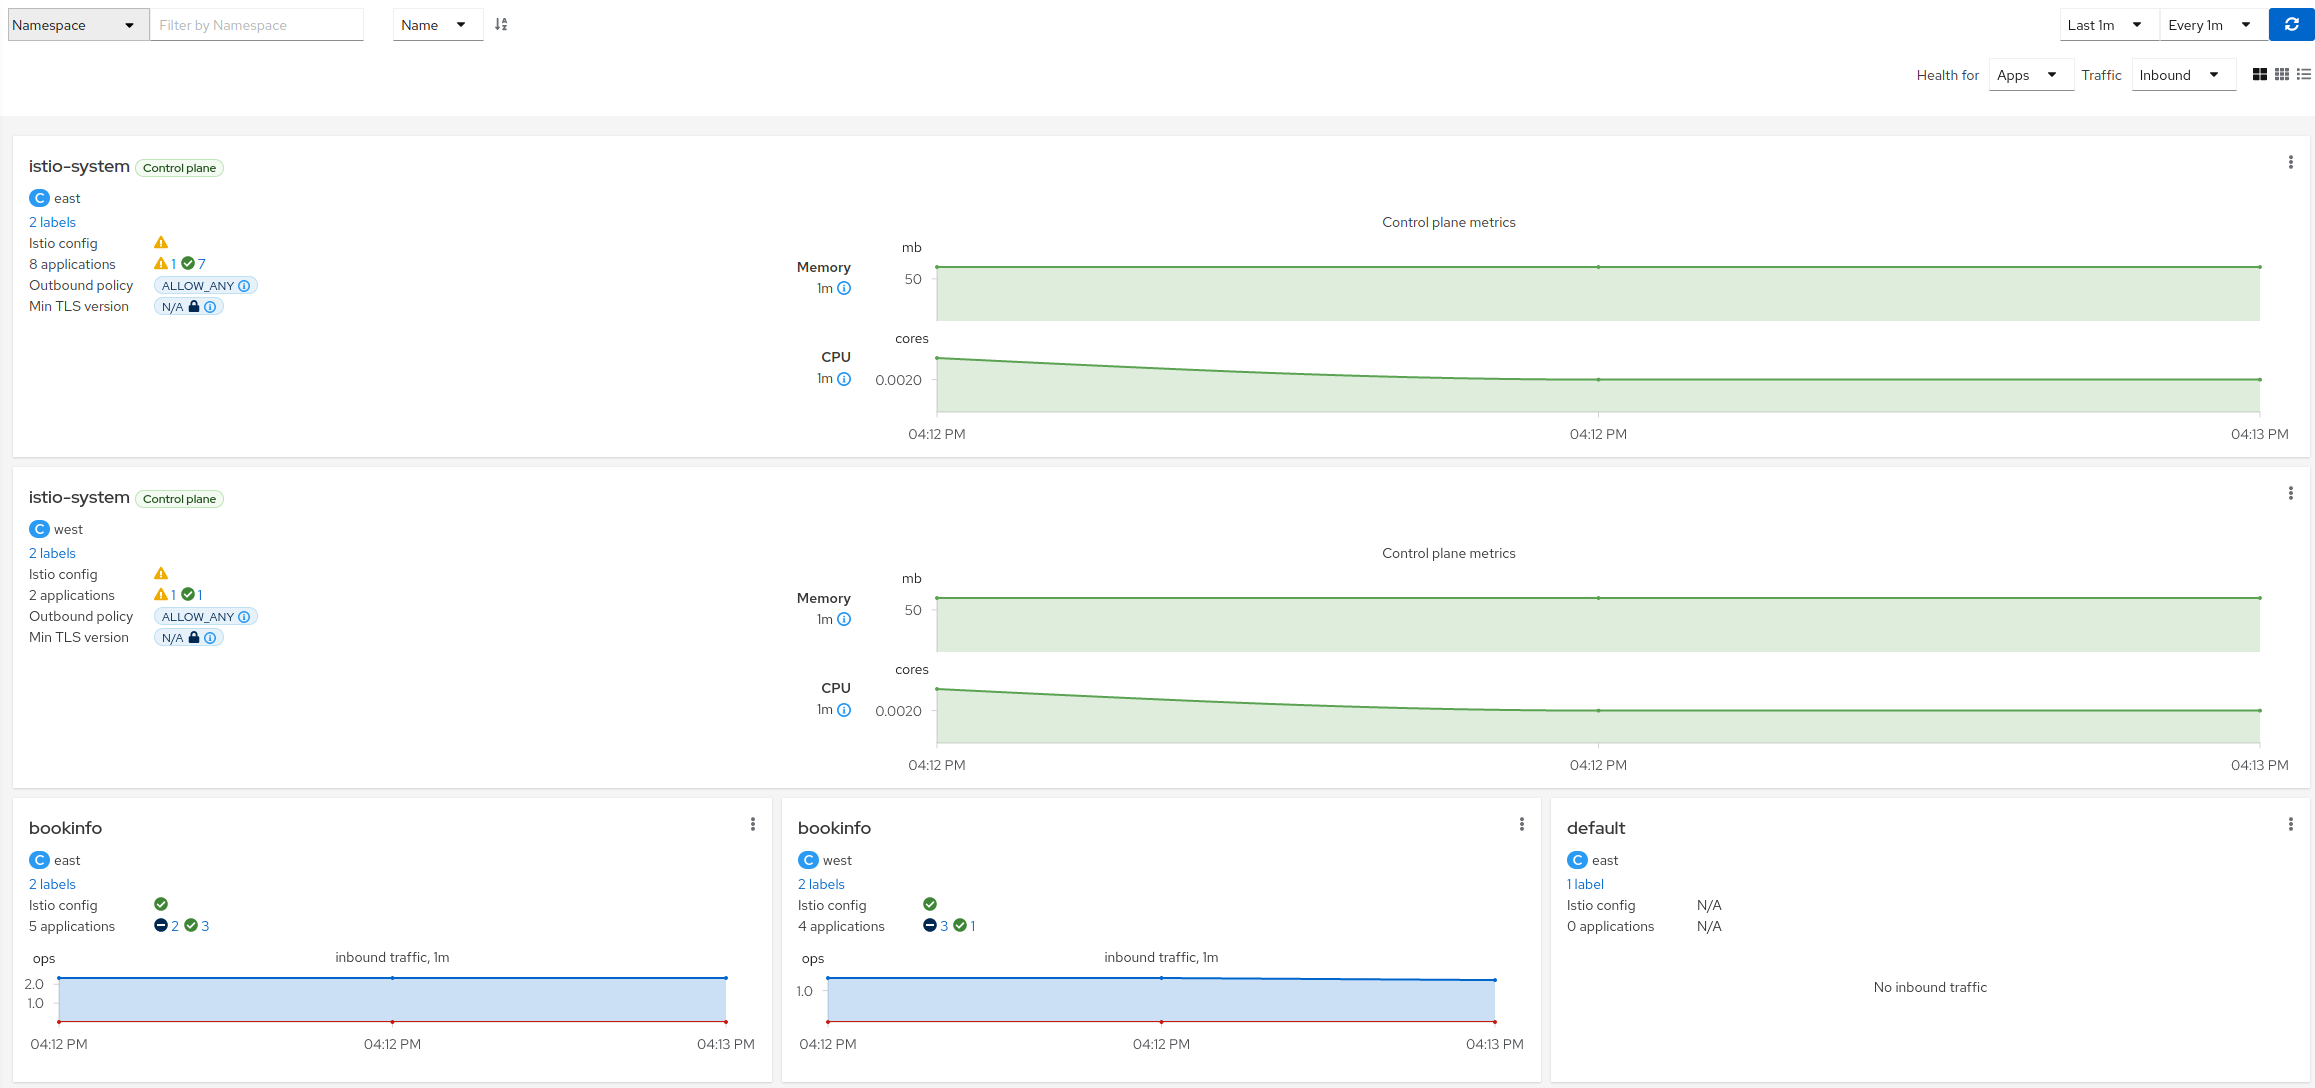 Namespace Filter by Namespace Name Last 1m Every 1m
Health for Apps Traffic Inbound
istio-system Control plane
C east
2 labels
Istio config
8 applications 1 7
Outbound policy ALLOW_ANY
Min TLS version N/A
Control plane metrics
mb
Memory
1m
50
cores
CPU
1m
0.0020
04:12 PM 04:12 PM 04:13 PM
istio-system Control plane
C west
2 labels
Istio config
2 applications 1 1
Outbound policy ALLOW_ANY
Min TLS version N/A
Control plane metrics
mb
Memory
1m
50
cores
CPU
1m
0.0020
04:12 PM 04:12 PM 04:13 PM
bookinfo
C east
2 labels
Istio config
5 applications 2 3
ops inbound traffic, 1m
2.0
1.0
04:12 PM 04:12 PM 04:13 PM
bookinfo
C west
2 labels
Istio config
4 applications 3 1
ops inbound traffic, 1m
1.0
04:12 PM 04:12 PM 04:13 PM
default
C east
1 label
Istio config N/A
0 applications N/A
No inbound traffic